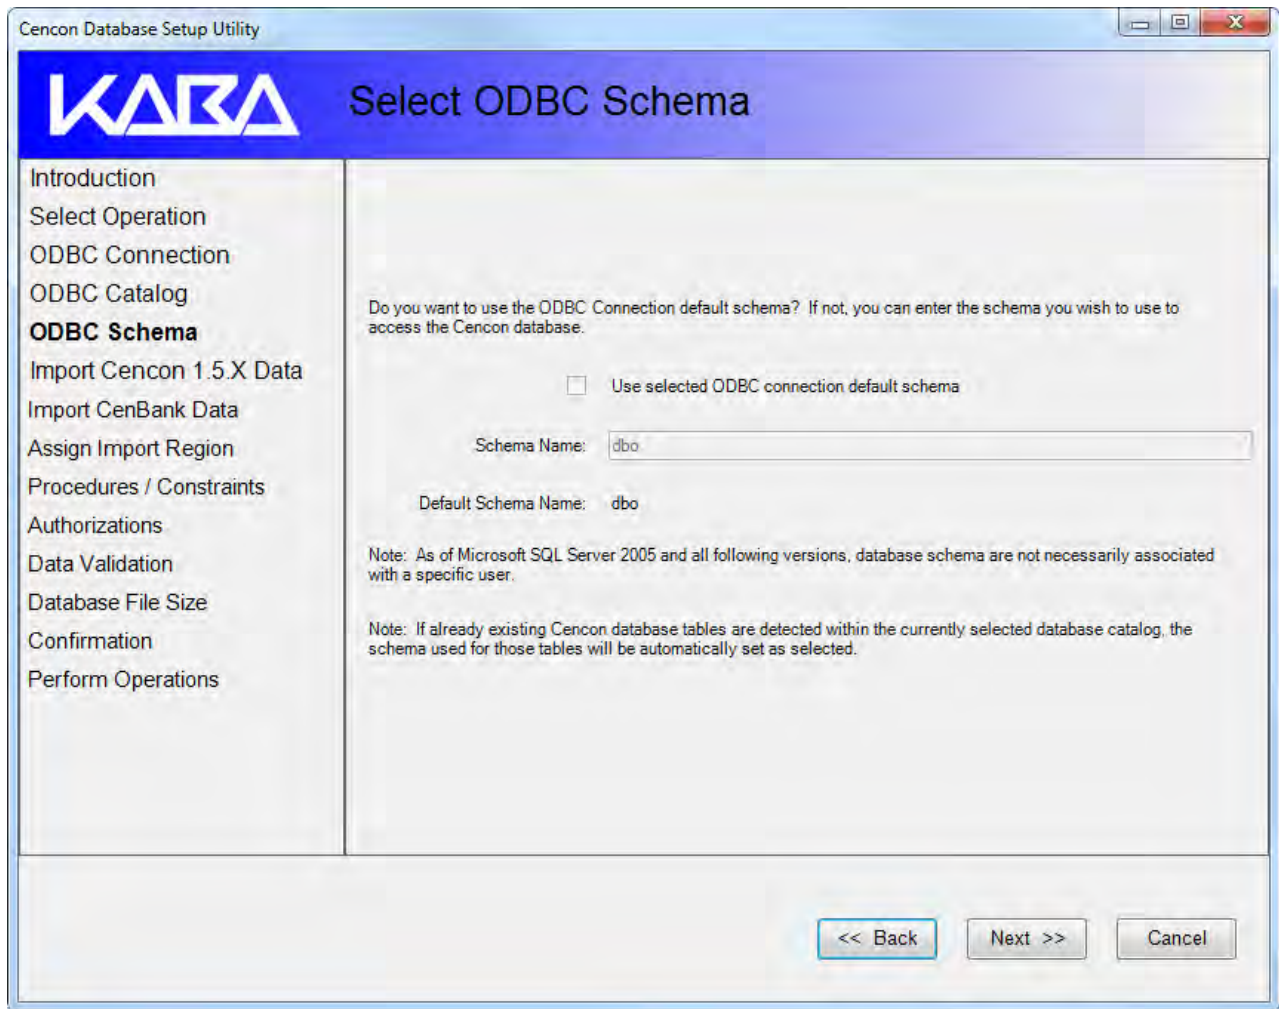 Cencon Database Setup Utility
KABA
Select ODBC Schema
Introduction
Select Operation
ODBC Connection
ODBC Catalog
ODBC Schema
Import Cencon 1.5.X Data
Import CenBank Data
Assign Import Region
Procedures / Constraints
Authorizations
Data Validation
Database File Size
Confirmation
Perform Operations
Do you want to use the ODBC Connection default schema?  If not, you can enter the schema you wish to use to
access the Cencon database.
Use selected ODBC connection default schema
Schema Name: dbo
Default Schema Name: dbo
Note:  As of Microsoft SQL Server 2005 and all following versions, database schema are not necessarily associated
with a specific user.
Note:  If already existing Cencon database tables are detected within the currently selected database catalog, the
schema used for those tables will be automatically set as selected.
<< Back Next >> Cancel